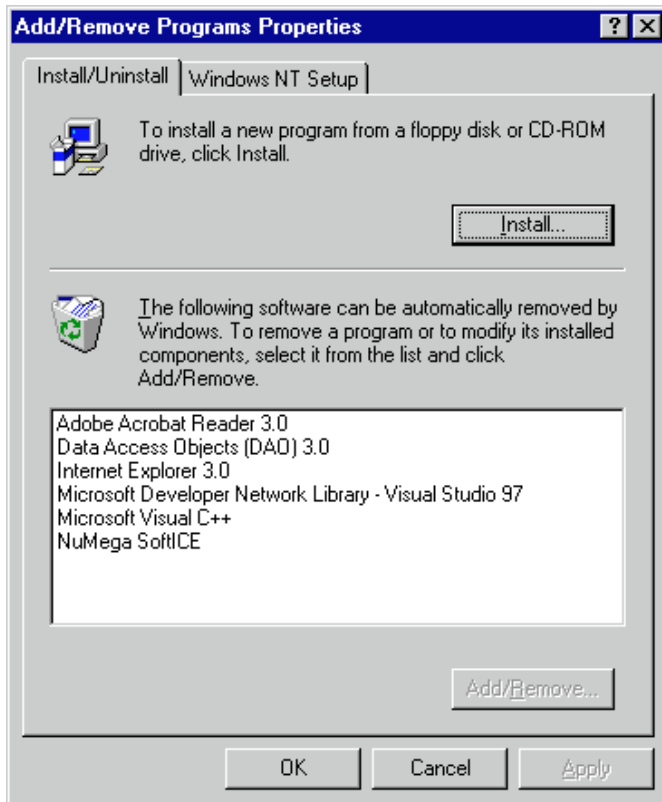 Add/Remove Programs Properties
Install/Uninstall
Windows NT Setup
To install a new program from a floppy disk or CD-ROM
drive, click Install.
Install...
The following software can be automatically removed by
Windows. To remove a program or to modify its installed
components, select it from the list and click
Add/Remove.
Adobe Acrobat Reader 3.0
Data Access Objects (DAO) 3.0
Internet Explorer 3.0
Microsoft Developer Network Library - Visual Studio 97
Microsoft Visual C++
NuMega SoftICE
Add/Remove...
OK
Cancel
Apply